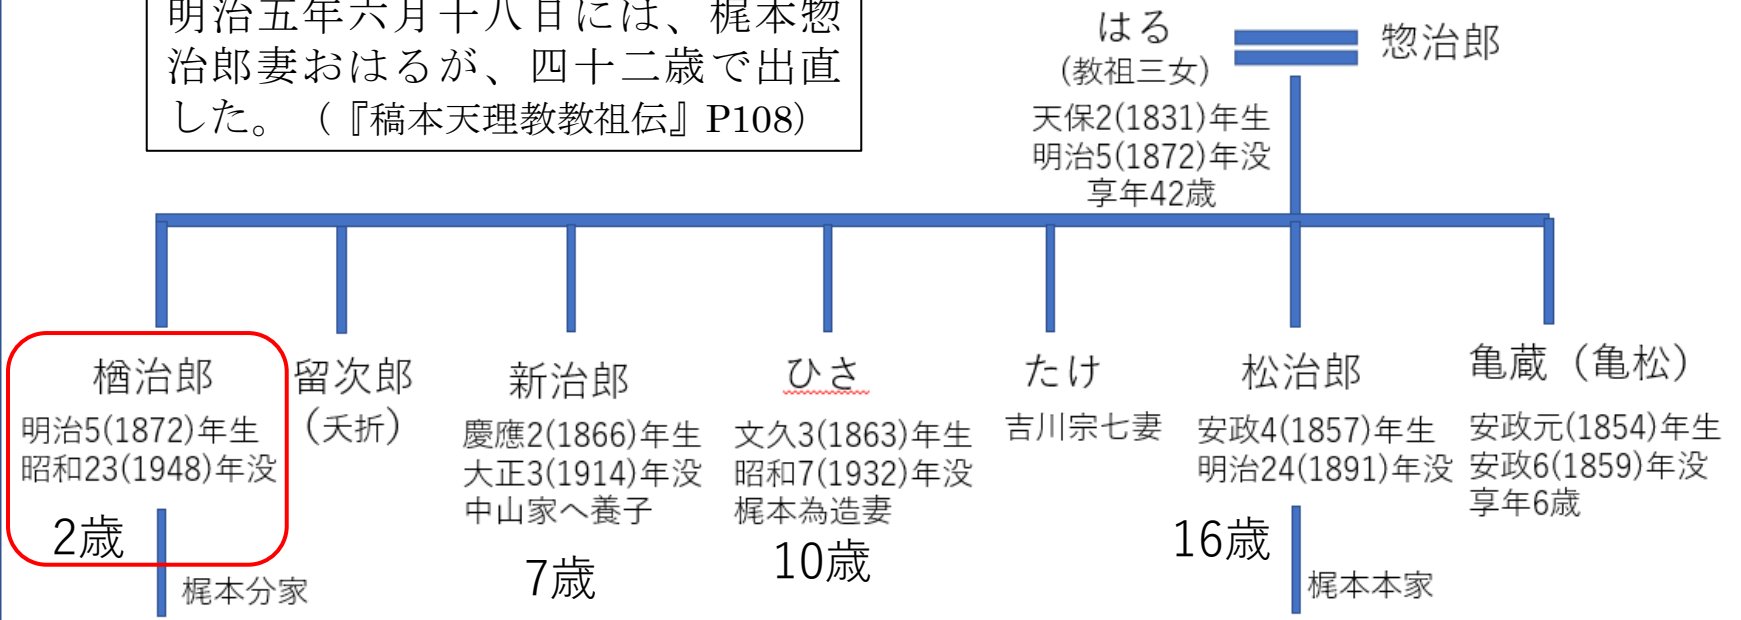 明治五年六月十八日には、梶本惣
治郎妻おはるが、四十二歳で出直
した。（『稿本天理教教祖伝』P108）
はる
(教祖三女)
惣治郎
天保2(1831)年生
明治5(1872)年没
享年42歳
楢治郎
明治5(1872)年生
昭和23(1948)年没
2歳
梶本分家
留次郎
(夭折)
新治郎
慶應2(1866)年生
大正3(1914)年没
中山家へ養子
7歳
ひさ
文久3(1863)年生
昭和7(1932)年没
梶本為造妻
10歳
たけ
吉川宗七妻
松治郎
安政4(1857)年生
明治24(1891)年没
16歳
梶本本家
亀蔵（亀松）
安政元(1854)年生
安政6(1859)年没
享年6歳